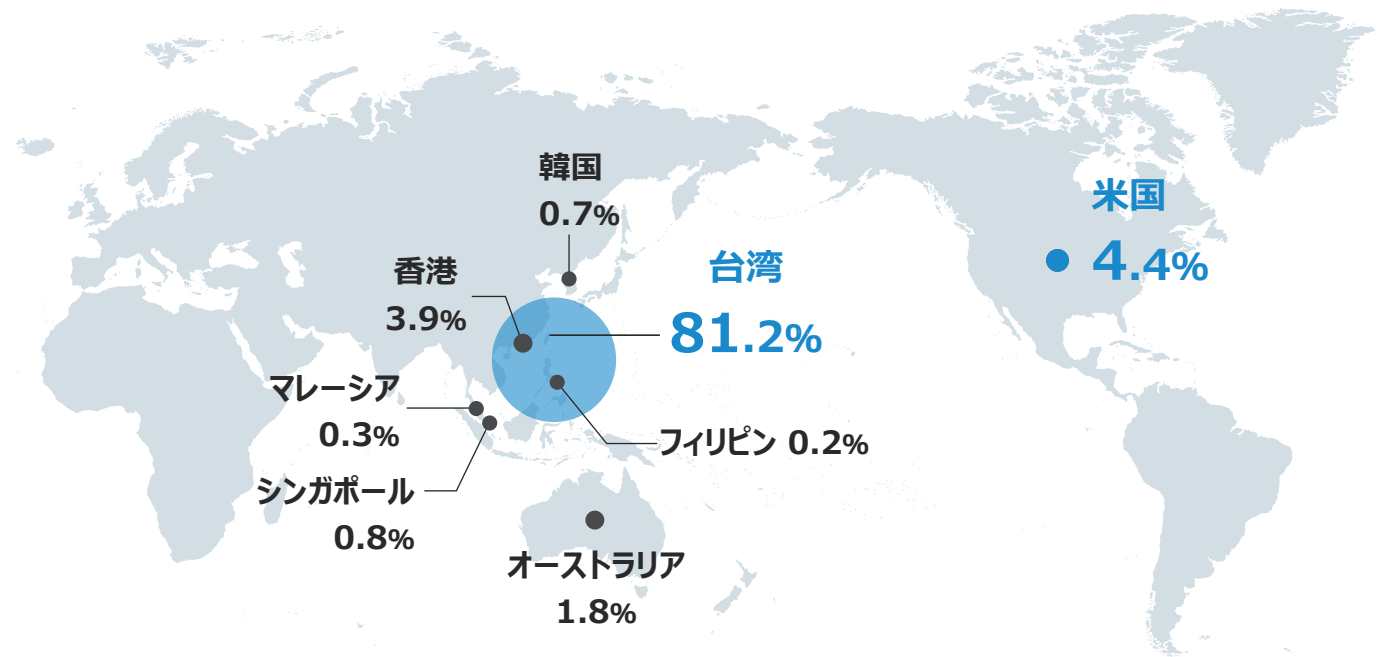 韓国
0.7%
米国
4.4%
香港
3.9%
台湾
81.2%
マレーシア
0.3%
フィリピン 0.2%
シンガポール
0.8%
オーストラリア
1.8%